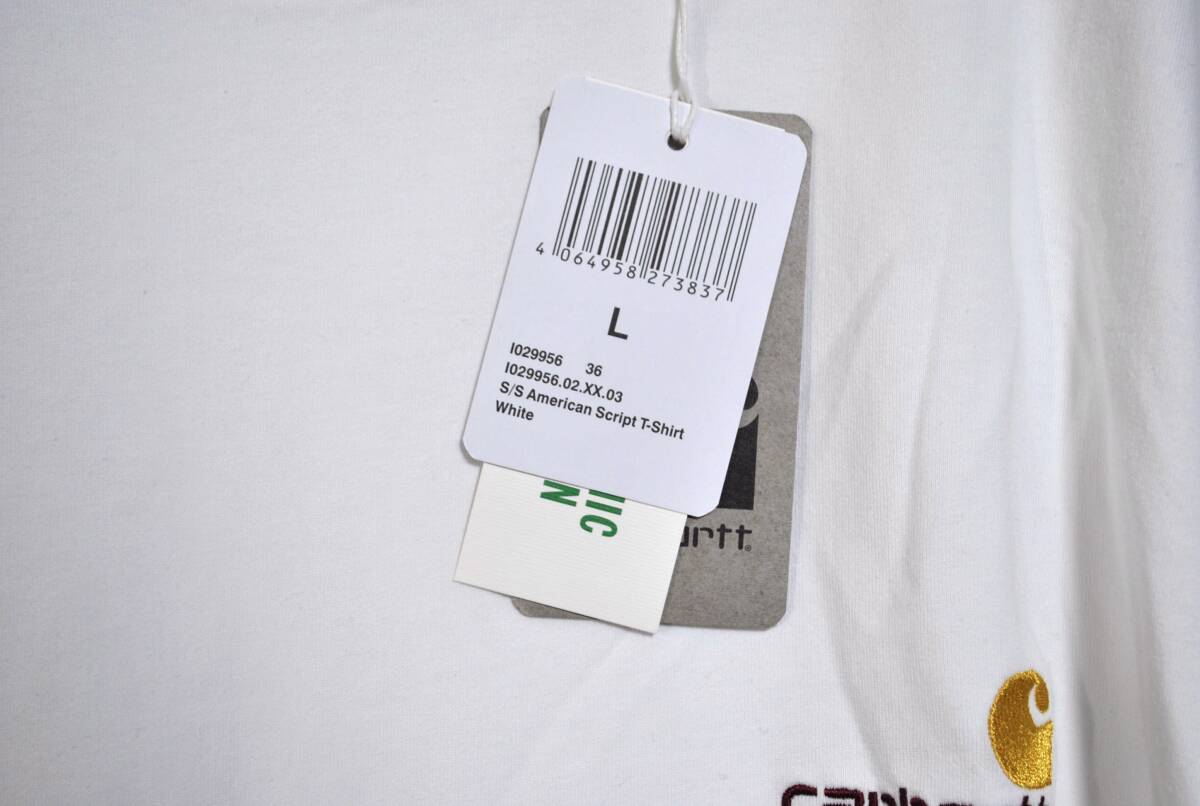 4 064958 273837
L
I029956 36
I029956.02.XX.03
S/S American Script T-Shirt
White